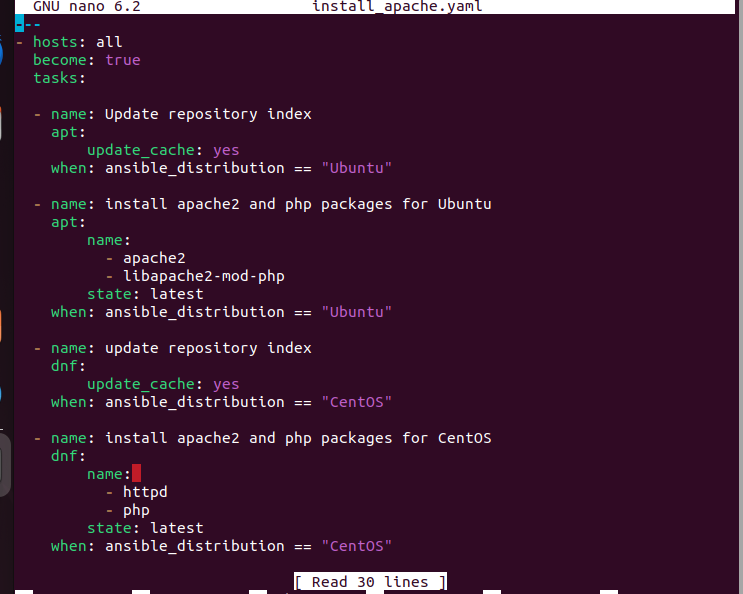 GNU nano 6.2 install_apache.yaml
---
- hosts: all
  become: true
  tasks:

  - name: Update repository index
    apt:
        update_cache: yes
    when: ansible_distribution == "Ubuntu"

  - name: install apache2 and php packages for Ubuntu
    apt:
        name:
          - apache2
          - libapache2-mod-php
        state: latest
    when: ansible_distribution == "Ubuntu"

  - name: update repository index
    dnf:
        update_cache: yes
    when: ansible_distribution == "CentOS"

  - name: install apache2 and php packages for CentOS
    dnf:
        name:
          - httpd
          - php
        state: latest
    when: ansible_distribution == "CentOS"

[ Read 30 lines ]